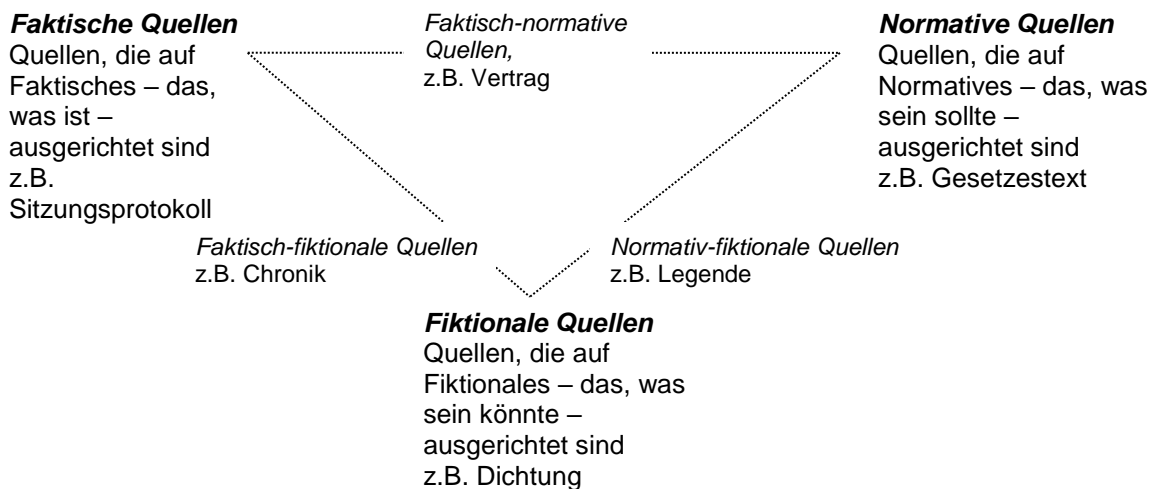 Faktische Quellen
Quellen, die auf
Faktisches – das,
was ist –
ausgerichtet sind
z.B.
Sitzungsprotokoll
Faktisch-normative
Quellen,
z.B. Vertrag
Normative Quellen
Quellen, die auf
Normatives – das, was
sein sollte –
ausgerichtet sind
z.B. Gesetzestext
Faktisch-fiktionale Quellen
z.B. Chronik
Normativ-fiktionale Quellen
z.B. Legende
Fiktionale Quellen
Quellen, die auf
Fiktionales – das, was
sein könnte –
ausgerichtet sind
z.B. Dichtung